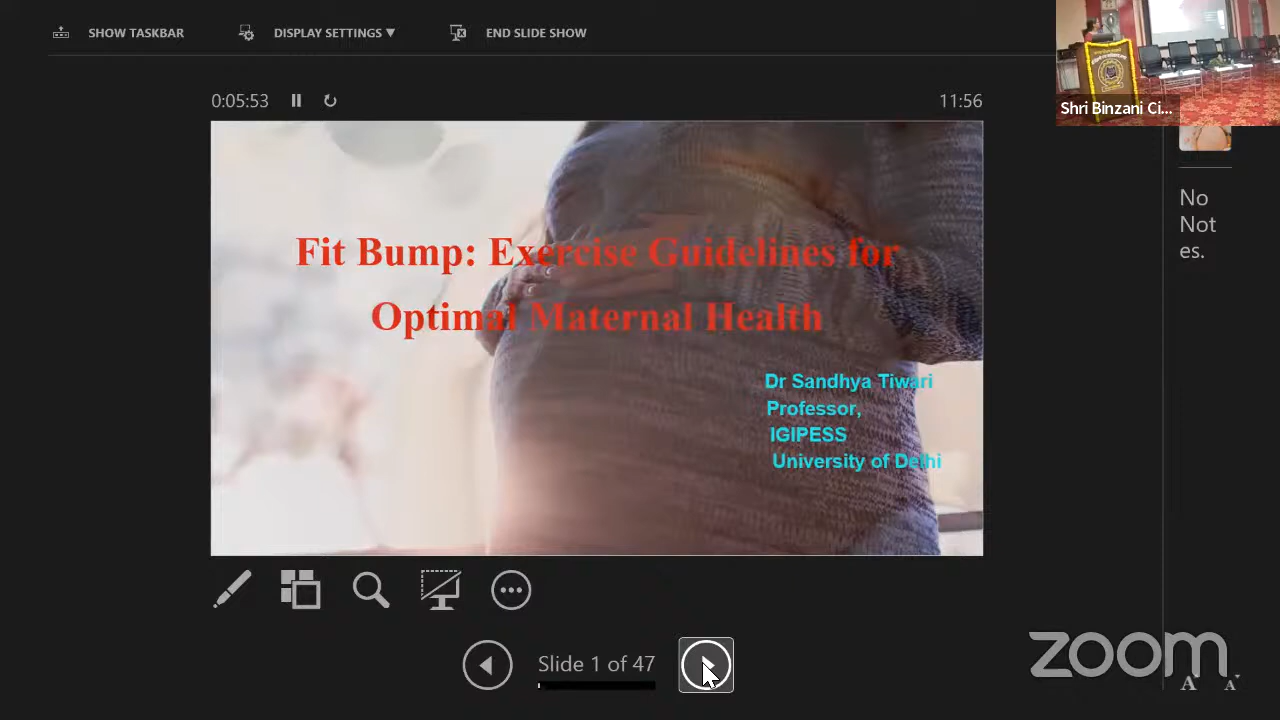 SHOW TASKBAR
DISPLAY SETTINGS ▼
END SLIDE SHOW
0:05:53
11:56
Shri Binzani Ci...
No
Not
es.
Fit Bump: Exercise Guidelines for
Optimal Maternal Health
Dr Sandhya Tiwari
Professor,
IGIPESS
University of Delhi
Slide 1 of 47
zoom
A
A